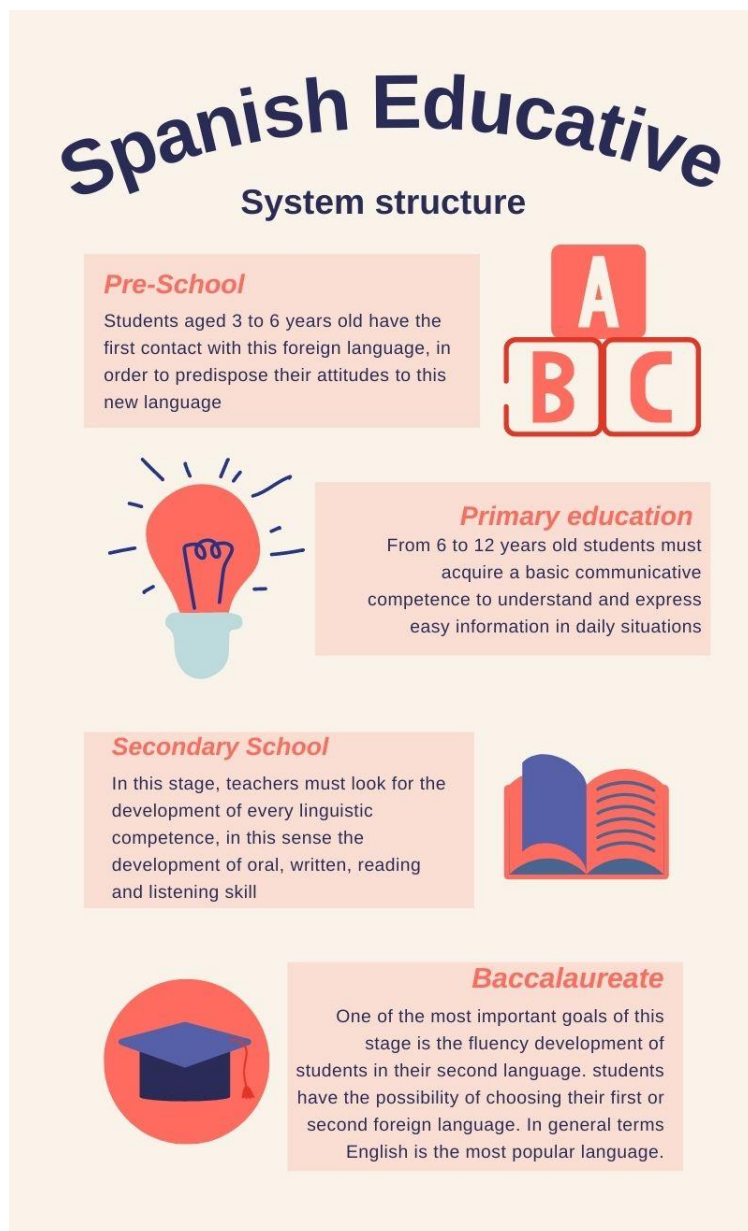 Spanish Educative
System structure
Pre-School
Students aged 3 to 6 years old have the
first contact with this foreign language, in
order to predispose their attitudes to this
new language
A
B C
Primary education
From 6 to 12 years old students must
acquire a basic communicative
competence to understand and express
easy information in daily situations
Secondary School
In this stage, teachers must look for the
development of every linguistic
competence, in this sense the
development of oral, written, reading
and listening skill
Baccalaureate
One of the most important goals of this
stage is the fluency development of
students in their second language. students
have the possibility of choosing their first or
second foreign language. In general terms
English is the most popular language.